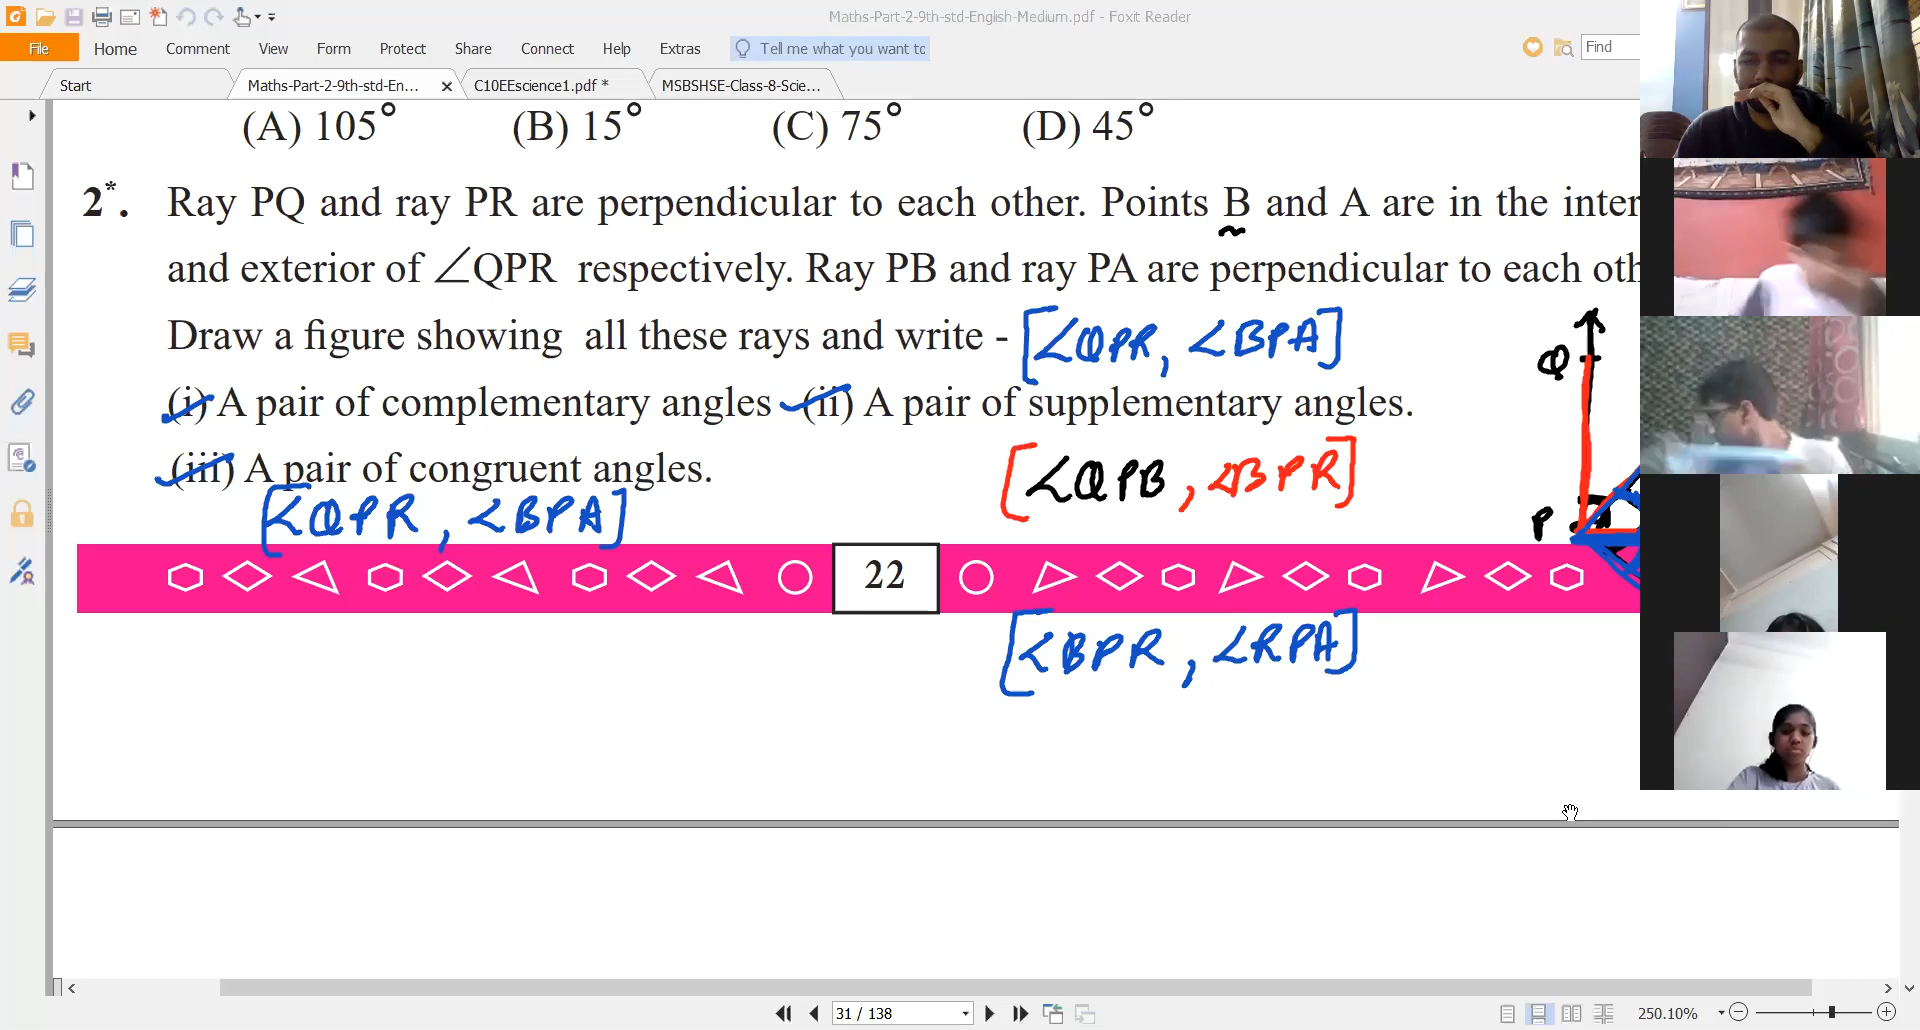 Maths-Part-2-9th-std-English-Medium.pdf - Foxit Reader
File Home Comment View Form Protect Share Connect Help Extras Tell me what you want to Find
Start Maths-Part-2-9th-std-En... C10EEscience1.pdf * MSBSHSE-Class-8-Scie...
(A) 105° (B) 15° (C) 75° (D) 45°
2*. Ray PQ and ray PR are perpendicular to each other. Points B and A are in the inter
and exterior of ∠QPR respectively. Ray PB and ray PA are perpendicular to each oth
Draw a figure showing all these rays and write - [∠QPR, ∠BPA]
Q
(i) A pair of complementary angles (ii) A pair of supplementary angles.
(iii) A pair of congruent angles. [∠QPB, ∠BPR]
[∠QPR, ∠BPA] P
22
[∠BPR, ∠RPA]
31 / 138 250.10%